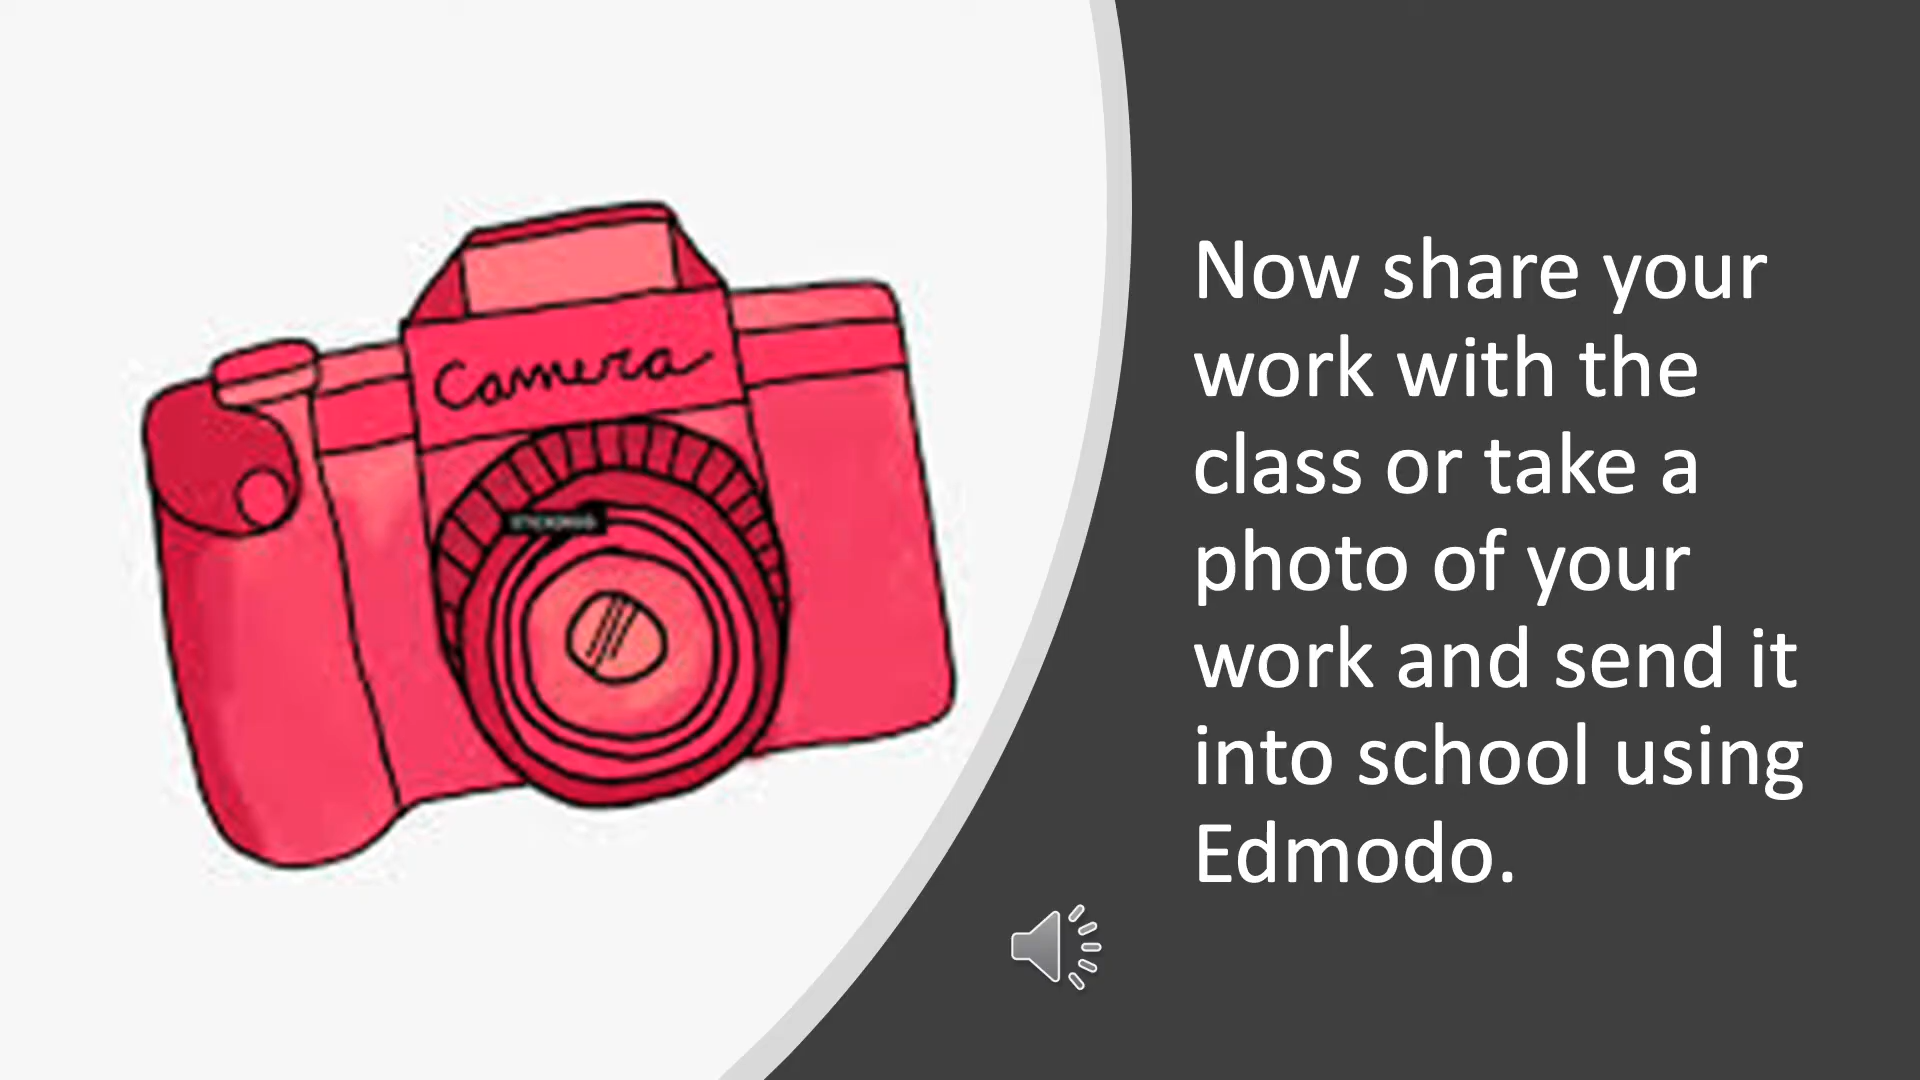 Camera
Now share your
work with the
class or take a
photo of your
work and send it
into school using
Edmodo.